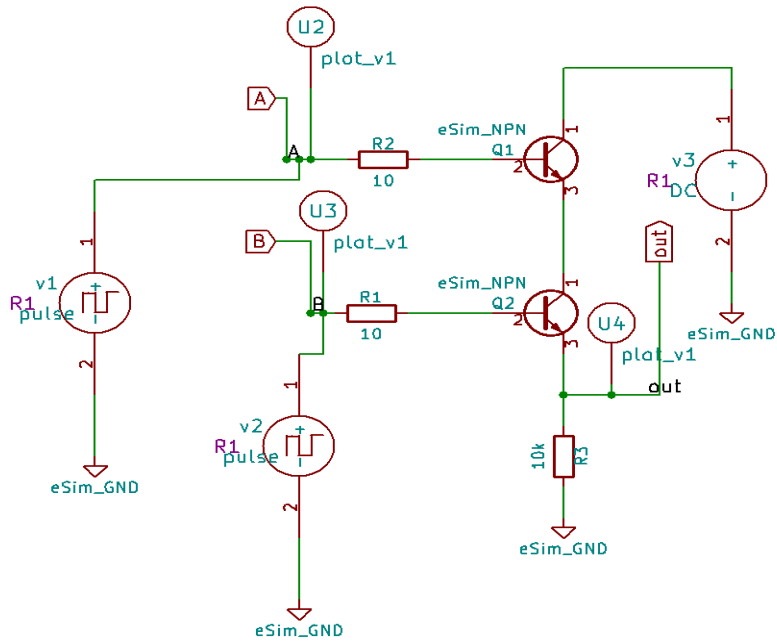 U2
plot_v1
A
A
R2
10
eSim_NPN
Q1
1
2
3
1
v3
R1
DC
+
2
eSim_GND
U3
plot_v1
B
B
R1
10
eSim_NPN
Q2
1
2
3
out
U4
plot_v1
out
1
v1
R1
pulse
+
2
eSim_GND
1
v2
R1
pulse
+
2
eSim_GND
10k
R3
eSim_GND